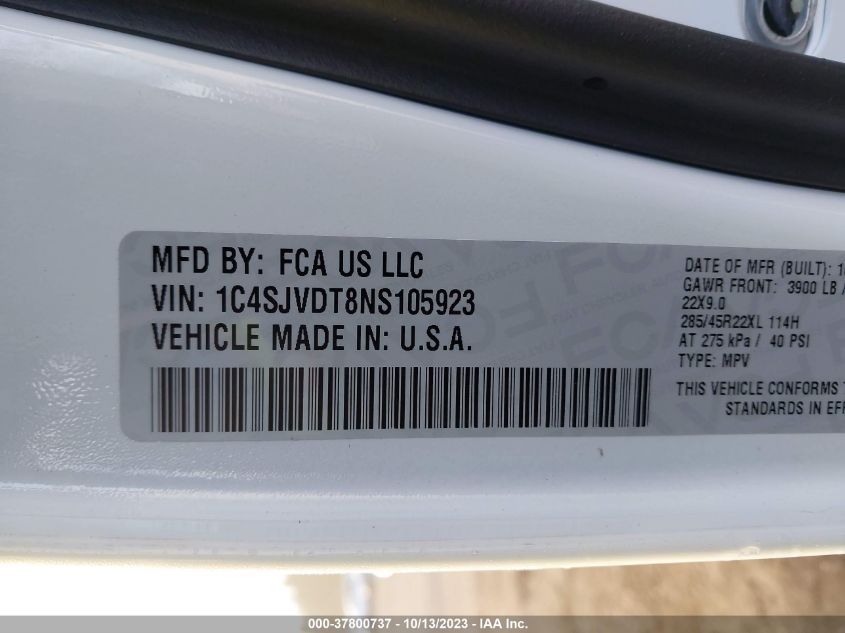 MFD BY: FCA US LLC
VIN: 1C4SJVDT8NS105923
VEHICLE MADE IN: U.S.A.
DATE OF MFR (BUILT):
GAWR FRONT: 3900 LB
22X9.0
285/45R22XL 114H
AT 275 kPa / 40 PSI
TYPE: MPV
THIS VEHICLE CONFORMS
STANDARDS IN
000-37800737 - 10/13/2023 - IAA Inc.